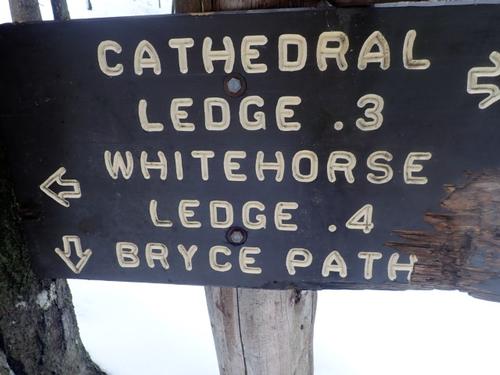 CATHEDRAL
LEDGE .3
WHITEHORSE
LEDGE .4
BRYCE PATH